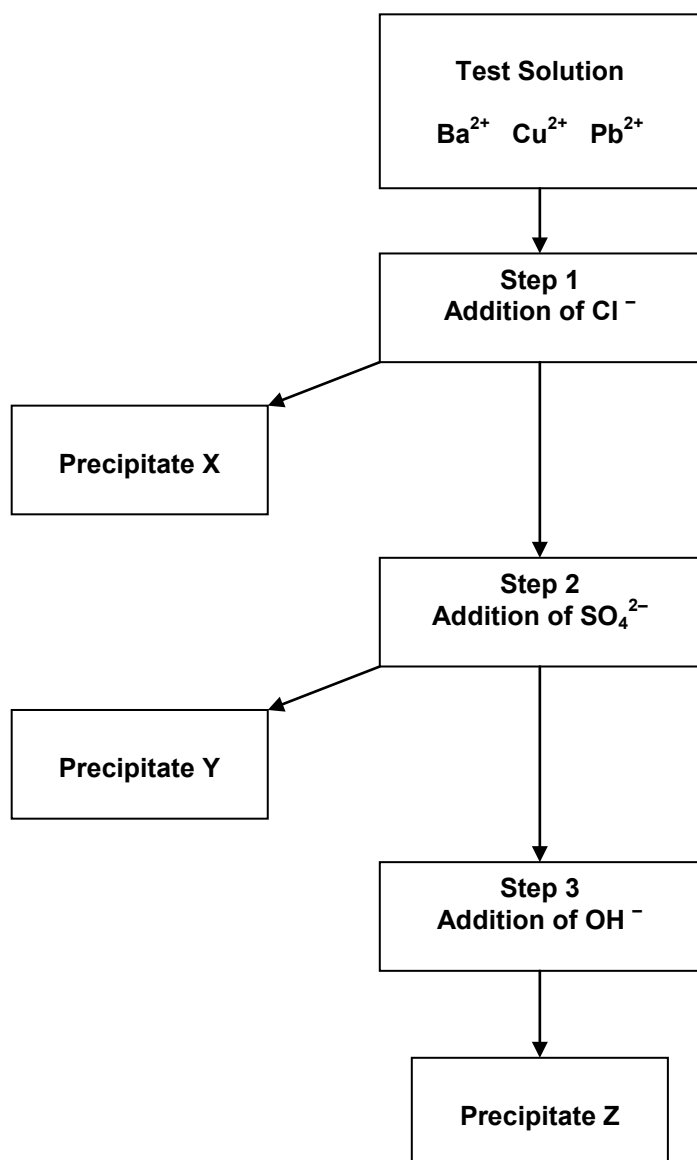 Test Solution
Ba²⁺ Cu²⁺ Pb²⁺
Step 1
Addition of Cl ⁻
Precipitate X
Step 2
Addition of SO₄²⁻
Precipitate Y
Step 3
Addition of OH ⁻
Precipitate Z